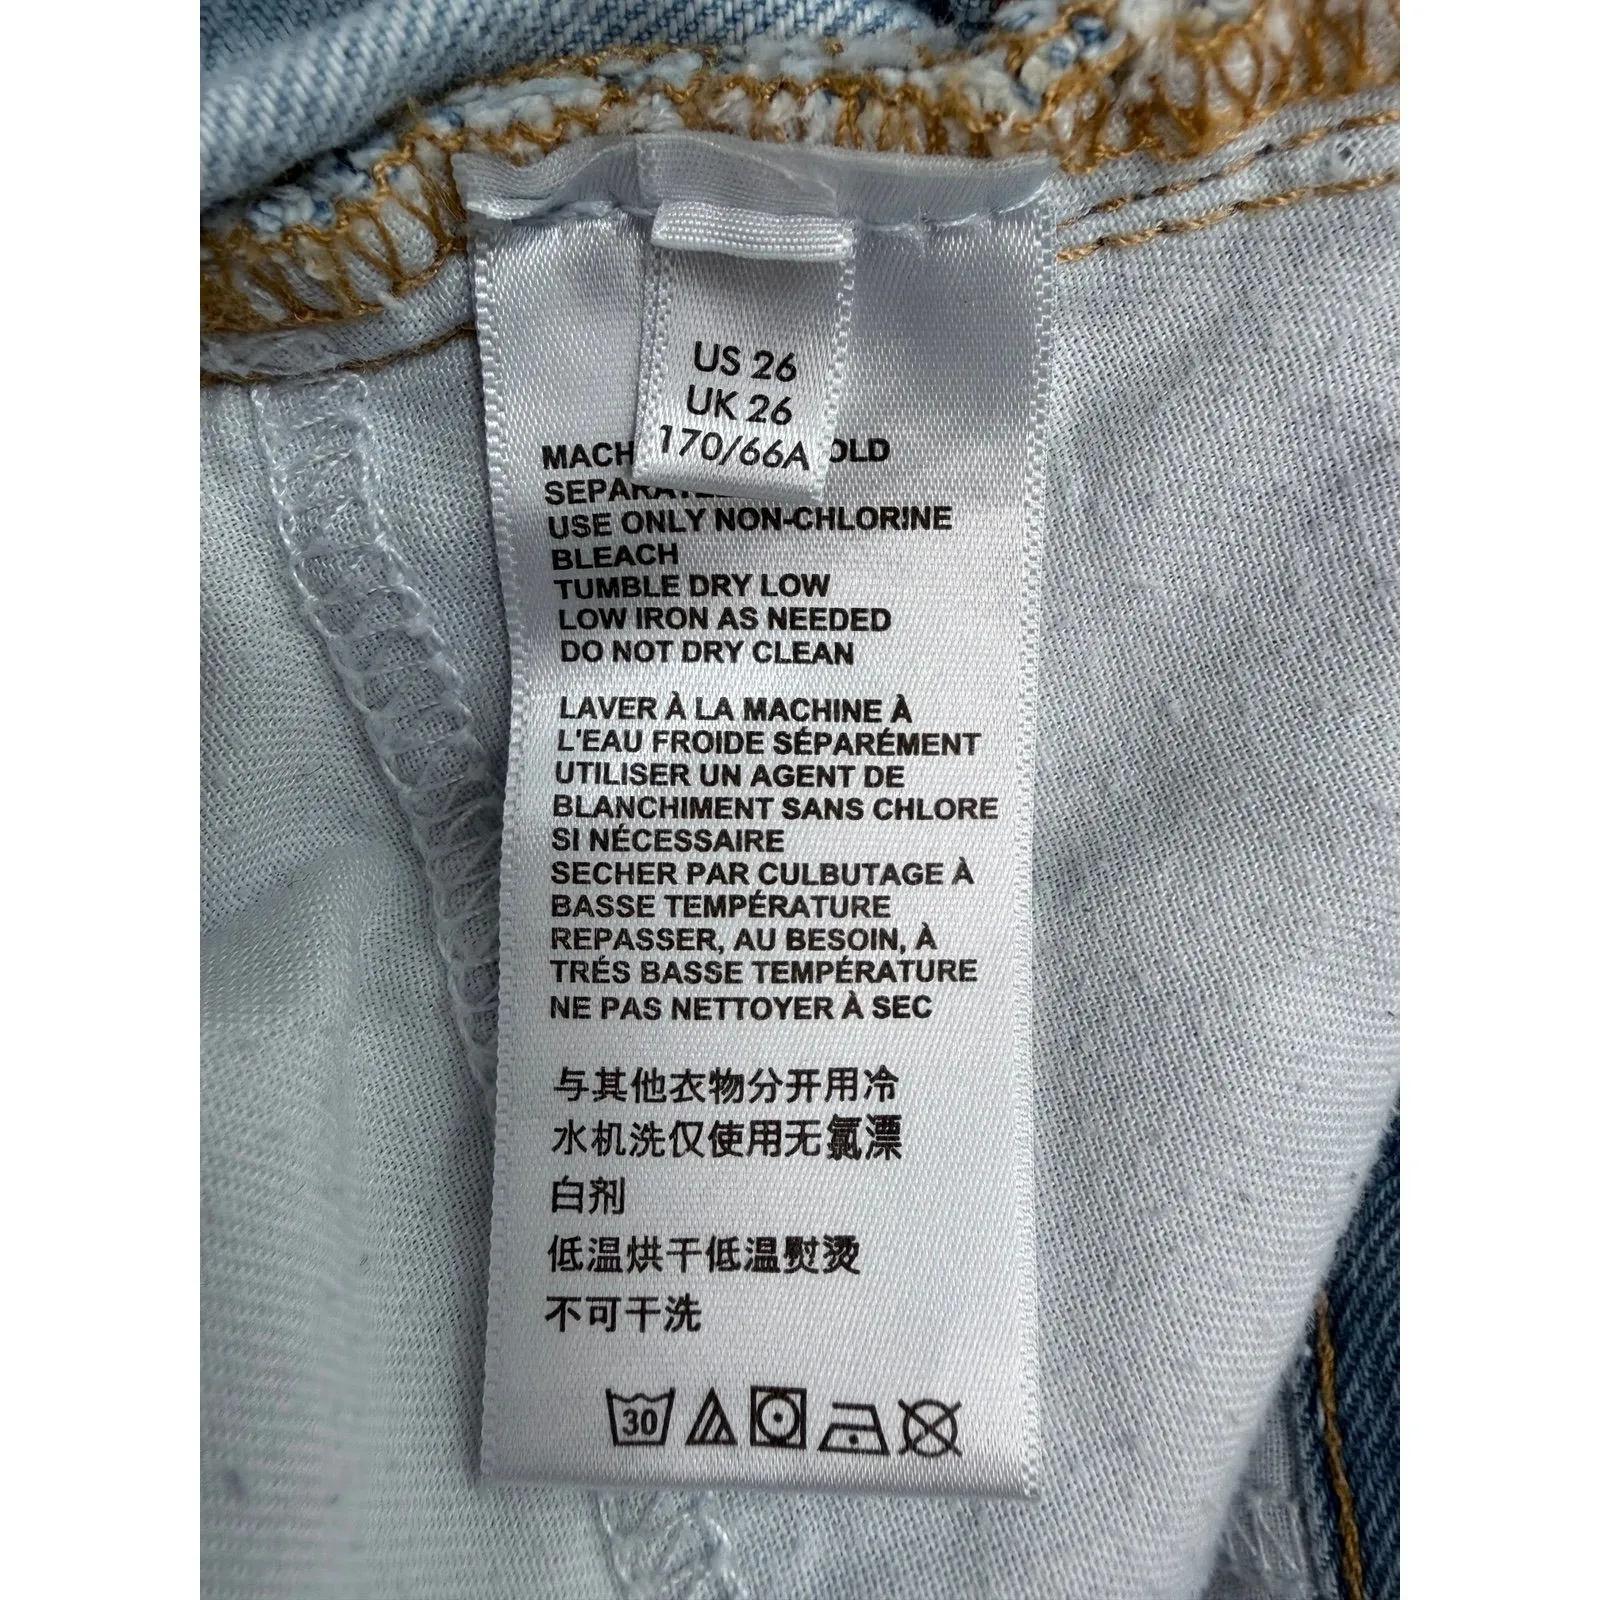 US 26
UK 26
170/66A
USE ONLY NON-CHLORINE
BLEACH
TUMBLE DRY LOW
LOW IRON AS NEEDED
DO NOT DRY CLEAN
LAVER À LA MACHINE À
L'EAU FROIDE SÉPARÉMENT
UTILISER UN AGENT DE
BLANCHIMENT SANS CHLORE
SI NÉCESSAIRE
SECHER PAR CULBUTAGE À
BASSE TEMPÉRATURE
REPASSER, AU BESOIN, À
TRÉS BASSE TEMPÉRATURE
NE PAS NETTOYER À SEC
与其他衣物分开用冷
水机洗仅使用无氯漂
白剂
低温烘干低温熨烫
不可干洗
30